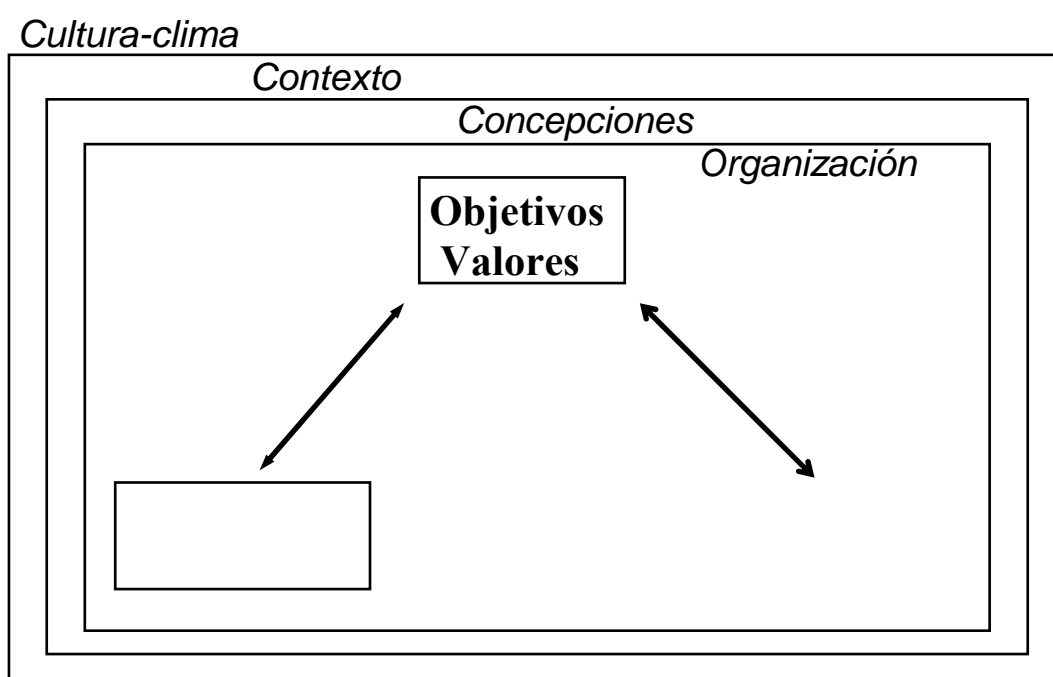 Cultura-clima
Contexto
Concepciones
Organización
Objetivos
Valores